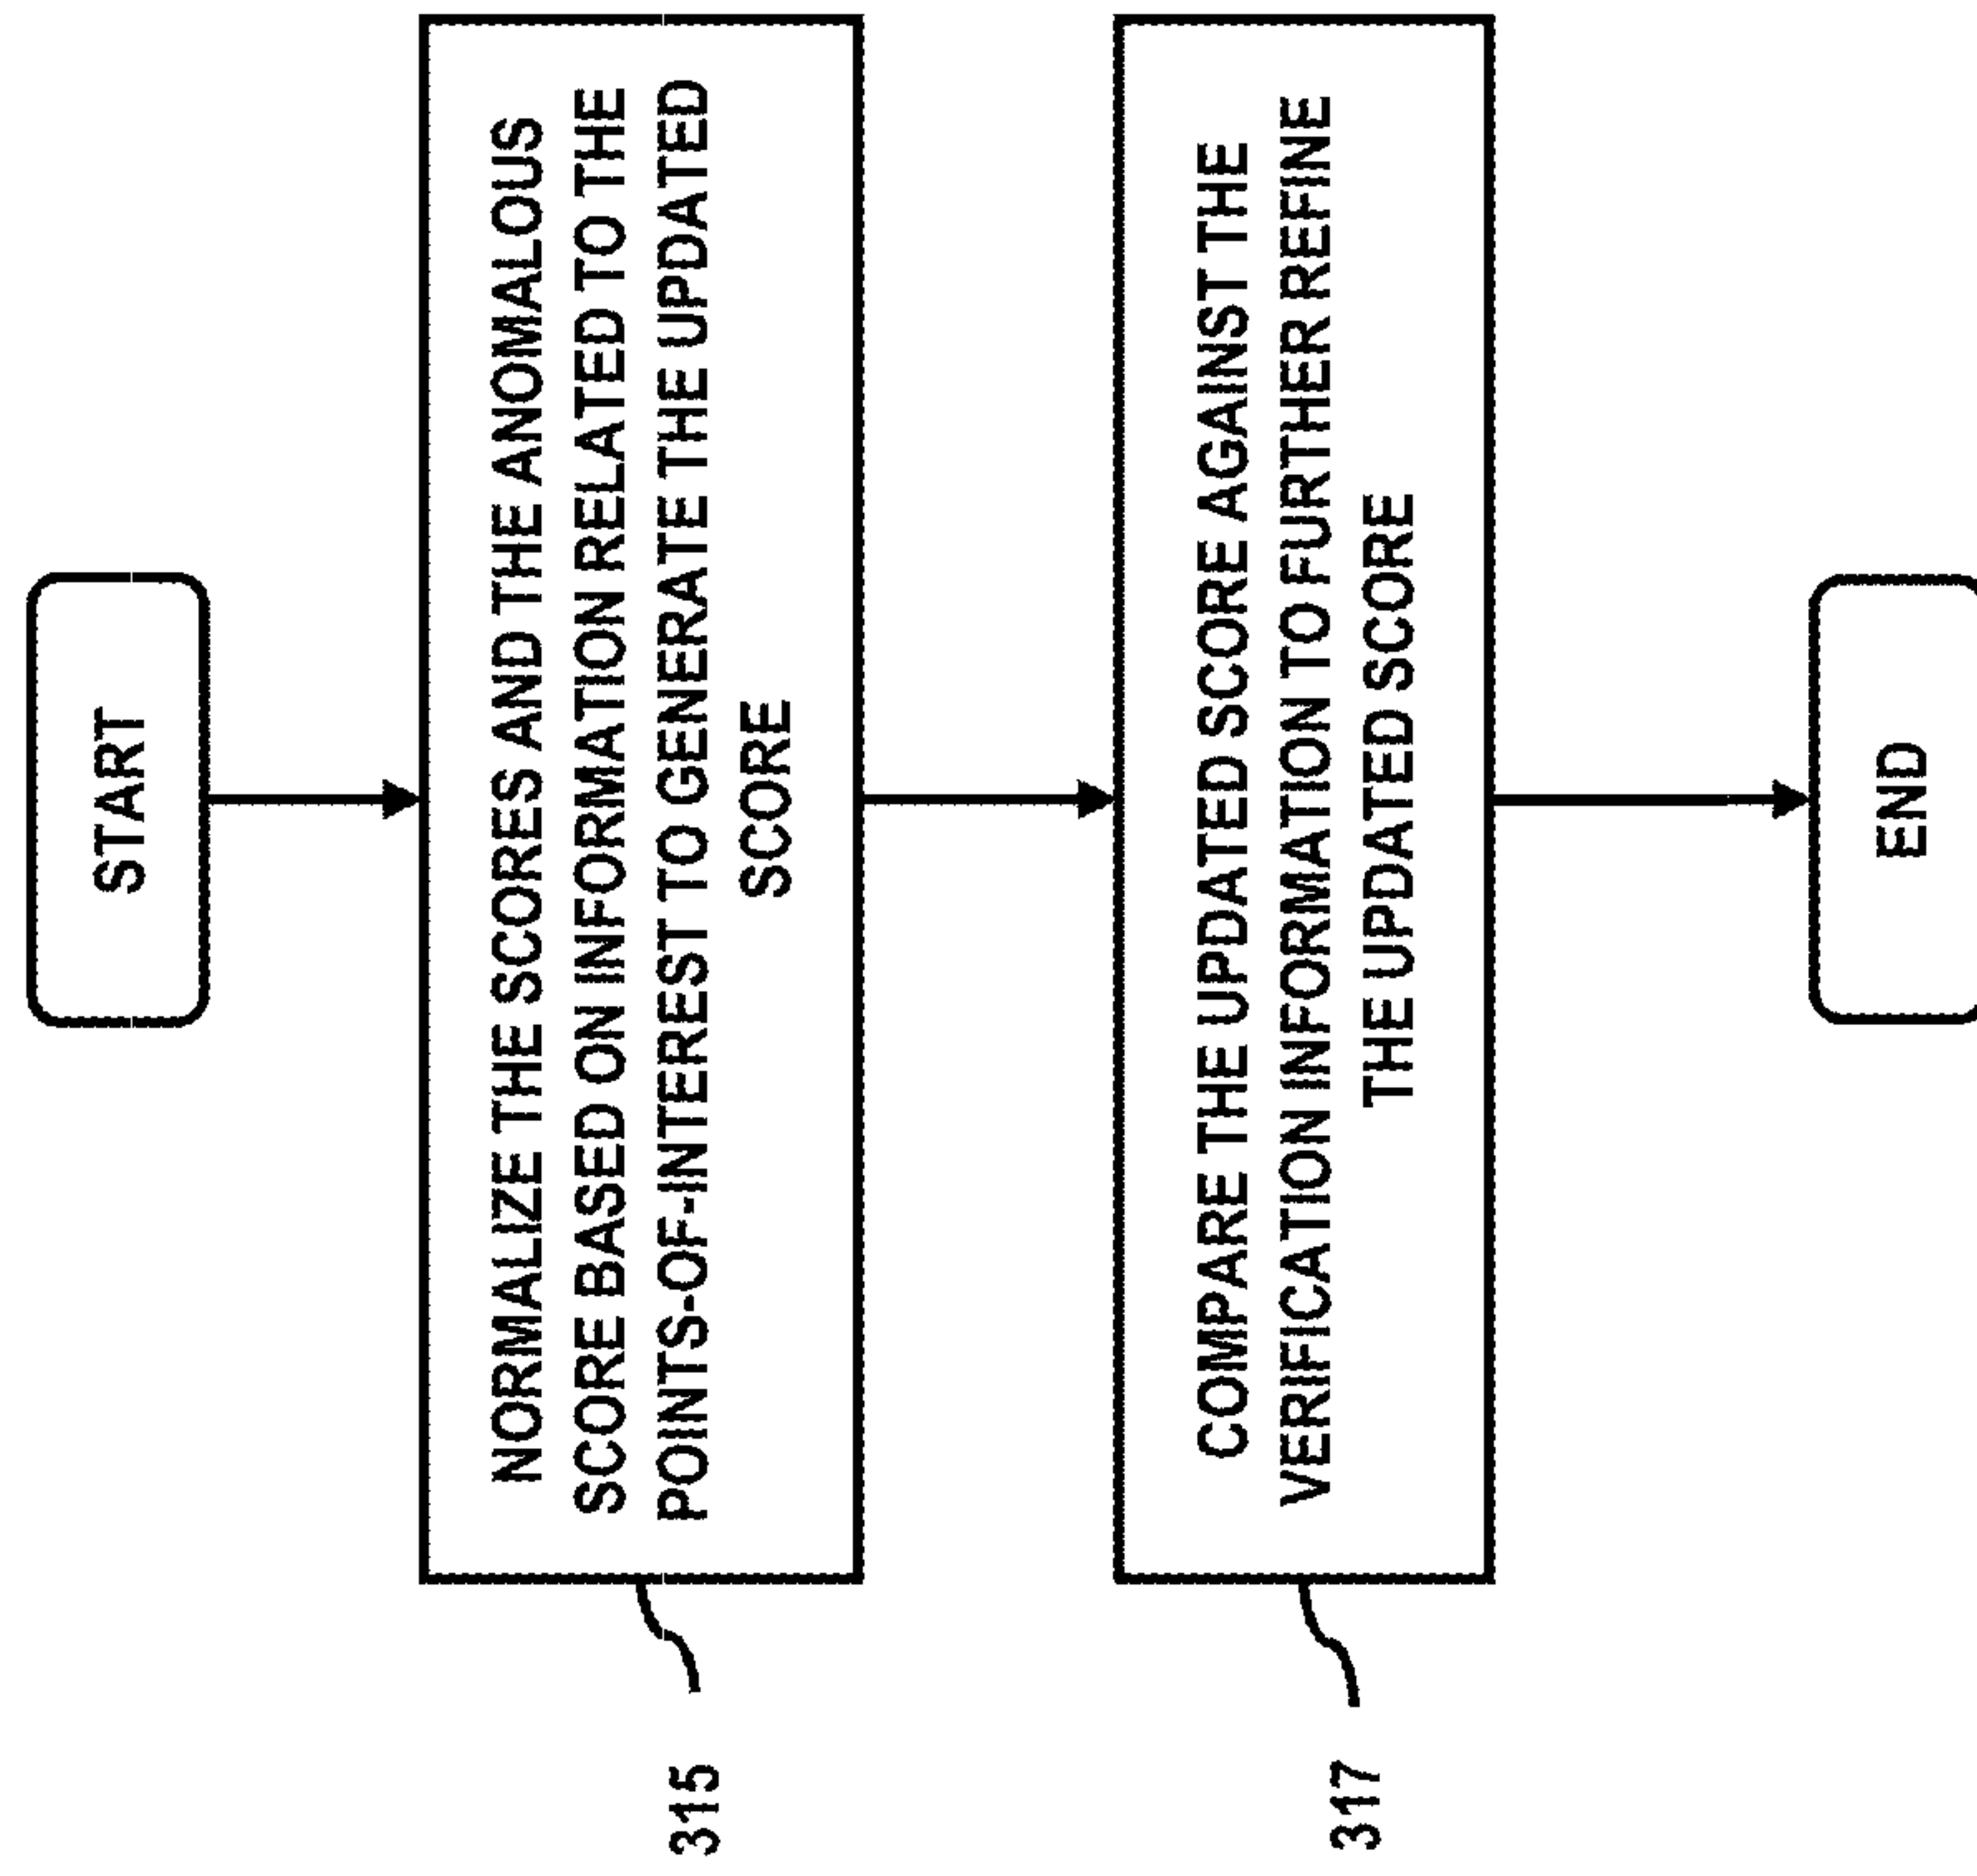 START
NORMALIZE THE SCORES AND THE ANOMALOUS
SCORE BASED ON INFORMATION RELATED TO THE
POINTS-OF-INTEREST TO GENERATE THE UPDATED
SCORE
315
COMPARE THE UPDATED SCORE AGAINST THE
VERIFICATION INFORMATION TO FURTHER REFINE
THE UPDATED SCORE
317
END